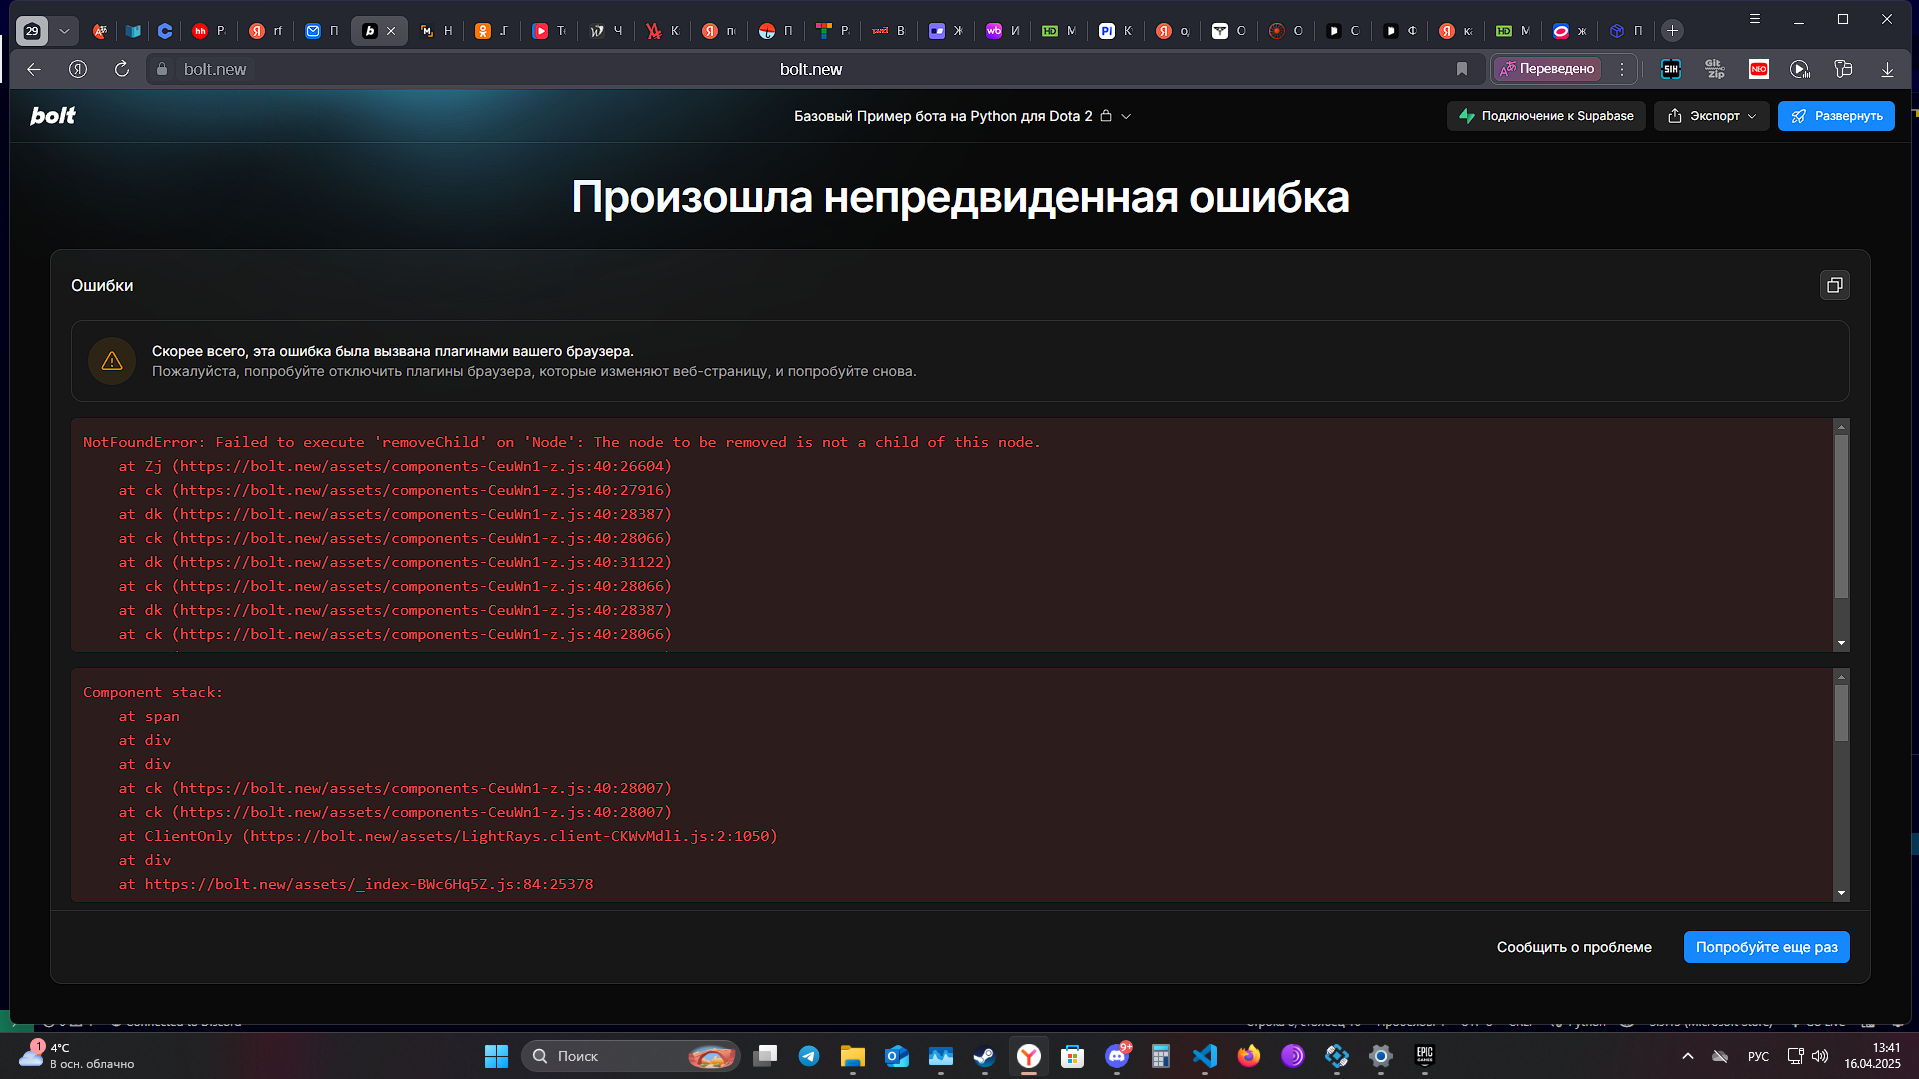 29
bolt.new
bolt.new
Переведено
SIH
Git Zip
NEO
bolt
Базовый Пример бота на Python для Dota 2
Подключение к Supabase
Экспорт
Развернуть
Произошла непредвиденная ошибка
Ошибки
Скорее всего, эта ошибка была вызвана плагинами вашего браузера.
Пожалуйста, попробуйте отключить плагины браузера, которые изменяют веб-страницу, и попробуйте снова.
NotFoundError: Failed to execute 'removeChild' on 'Node': The node to be removed is not a child of this node.
at Zj (https://bolt.new/assets/components-CeuWn1-z.js:40:26604)
at ck (https://bolt.new/assets/components-CeuWn1-z.js:40:27916)
at dk (https://bolt.new/assets/components-CeuWn1-z.js:40:28387)
at ck (https://bolt.new/assets/components-CeuWn1-z.js:40:28066)
at dk (https://bolt.new/assets/components-CeuWn1-z.js:40:31122)
at ck (https://bolt.new/assets/components-CeuWn1-z.js:40:28066)
at dk (https://bolt.new/assets/components-CeuWn1-z.js:40:28387)
at ck (https://bolt.new/assets/components-CeuWn1-z.js:40:28066)
Component stack:
at span
at div
at div
at ck (https://bolt.new/assets/components-CeuWn1-z.js:40:28007)
at ck (https://bolt.new/assets/components-CeuWn1-z.js:40:28007)
at ClientOnly (https://bolt.new/assets/LightRays.client-CKWvMdli.js:2:1050)
at div
at https://bolt.new/assets/_index-BWc6Hq5Z.js:84:25378
Сообщить о проблеме
Попробуйте еще раз
1
4°C
В осн. облачно
Поиск
9+
EPIC GAMES
РУС
13:41
16.04.2025